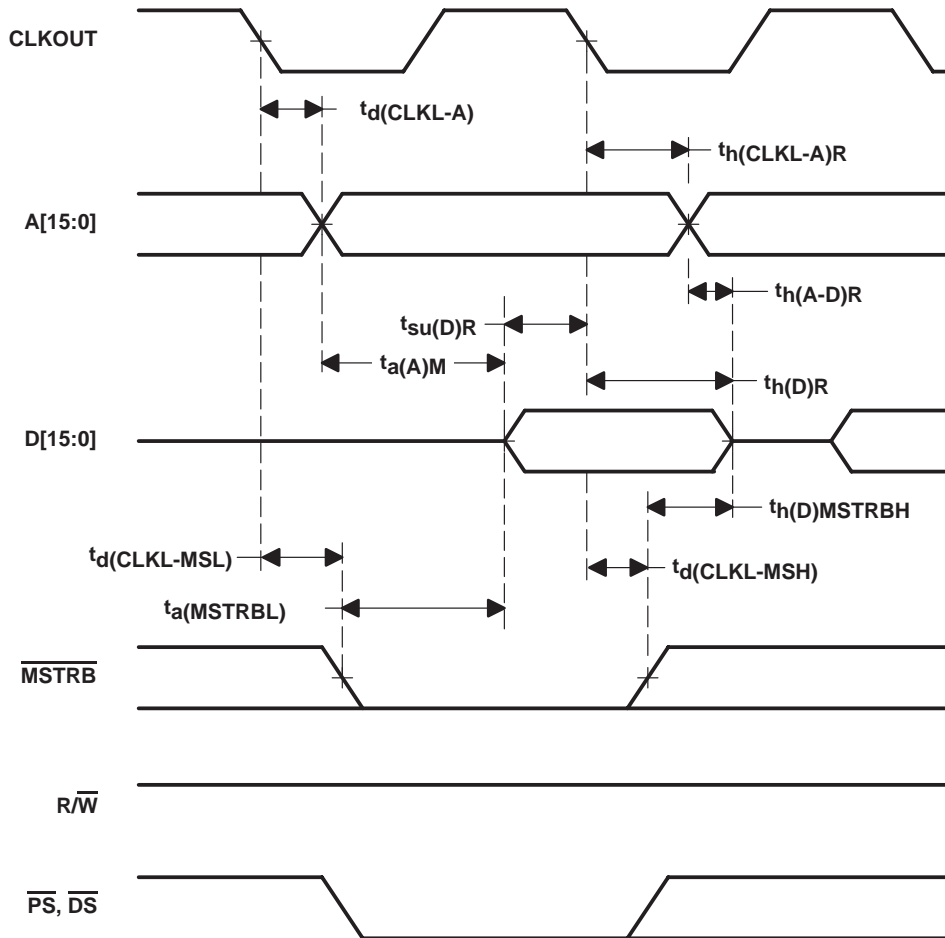 CLKOUT
td(CLKL-A)
th(CLKL-A)R
A[15:0]
th(A-D)R
tsu(D)R
ta(A)M
th(D)R
D[15:0]
th(D)MSTRBH
td(CLKL-MSL)
td(CLKL-MSH)
ta(MSTRBL)
MSTRB
R/W
PS, DS